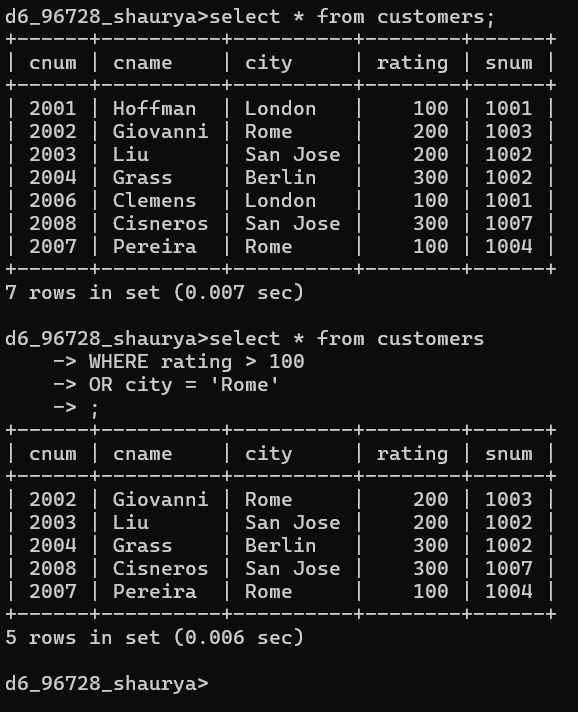 d6_96728_shaurya>select * from customers;
+------+----------+----------+--------+------+
| cnum | cname    | city     | rating | snum |
+------+----------+----------+--------+------+
| 2001 | Hoffman  | London   |    100 | 1001 |
| 2002 | Giovanni | Rome     |    200 | 1003 |
| 2003 | Liu      | San Jose |    200 | 1002 |
| 2004 | Grass    | Berlin   |    300 | 1002 |
| 2006 | Clemens  | London   |    100 | 1001 |
| 2008 | Cisneros | San Jose |    300 | 1007 |
| 2007 | Pereira  | Rome     |    100 | 1004 |
+------+----------+----------+--------+------+
7 rows in set (0.007 sec)
d6_96728_shaurya>select * from customers
    -> WHERE rating > 100
    -> OR city = 'Rome'
    -> ;
+------+----------+----------+--------+------+
| cnum | cname    | city     | rating | snum |
+------+----------+----------+--------+------+
| 2002 | Giovanni | Rome     |    200 | 1003 |
| 2003 | Liu      | San Jose |    200 | 1002 |
| 2004 | Grass    | Berlin   |    300 | 1002 |
| 2008 | Cisneros | San Jose |    300 | 1007 |
| 2007 | Pereira  | Rome     |    100 | 1004 |
+------+----------+----------+--------+------+
5 rows in set (0.006 sec)
d6_96728_shaurya>